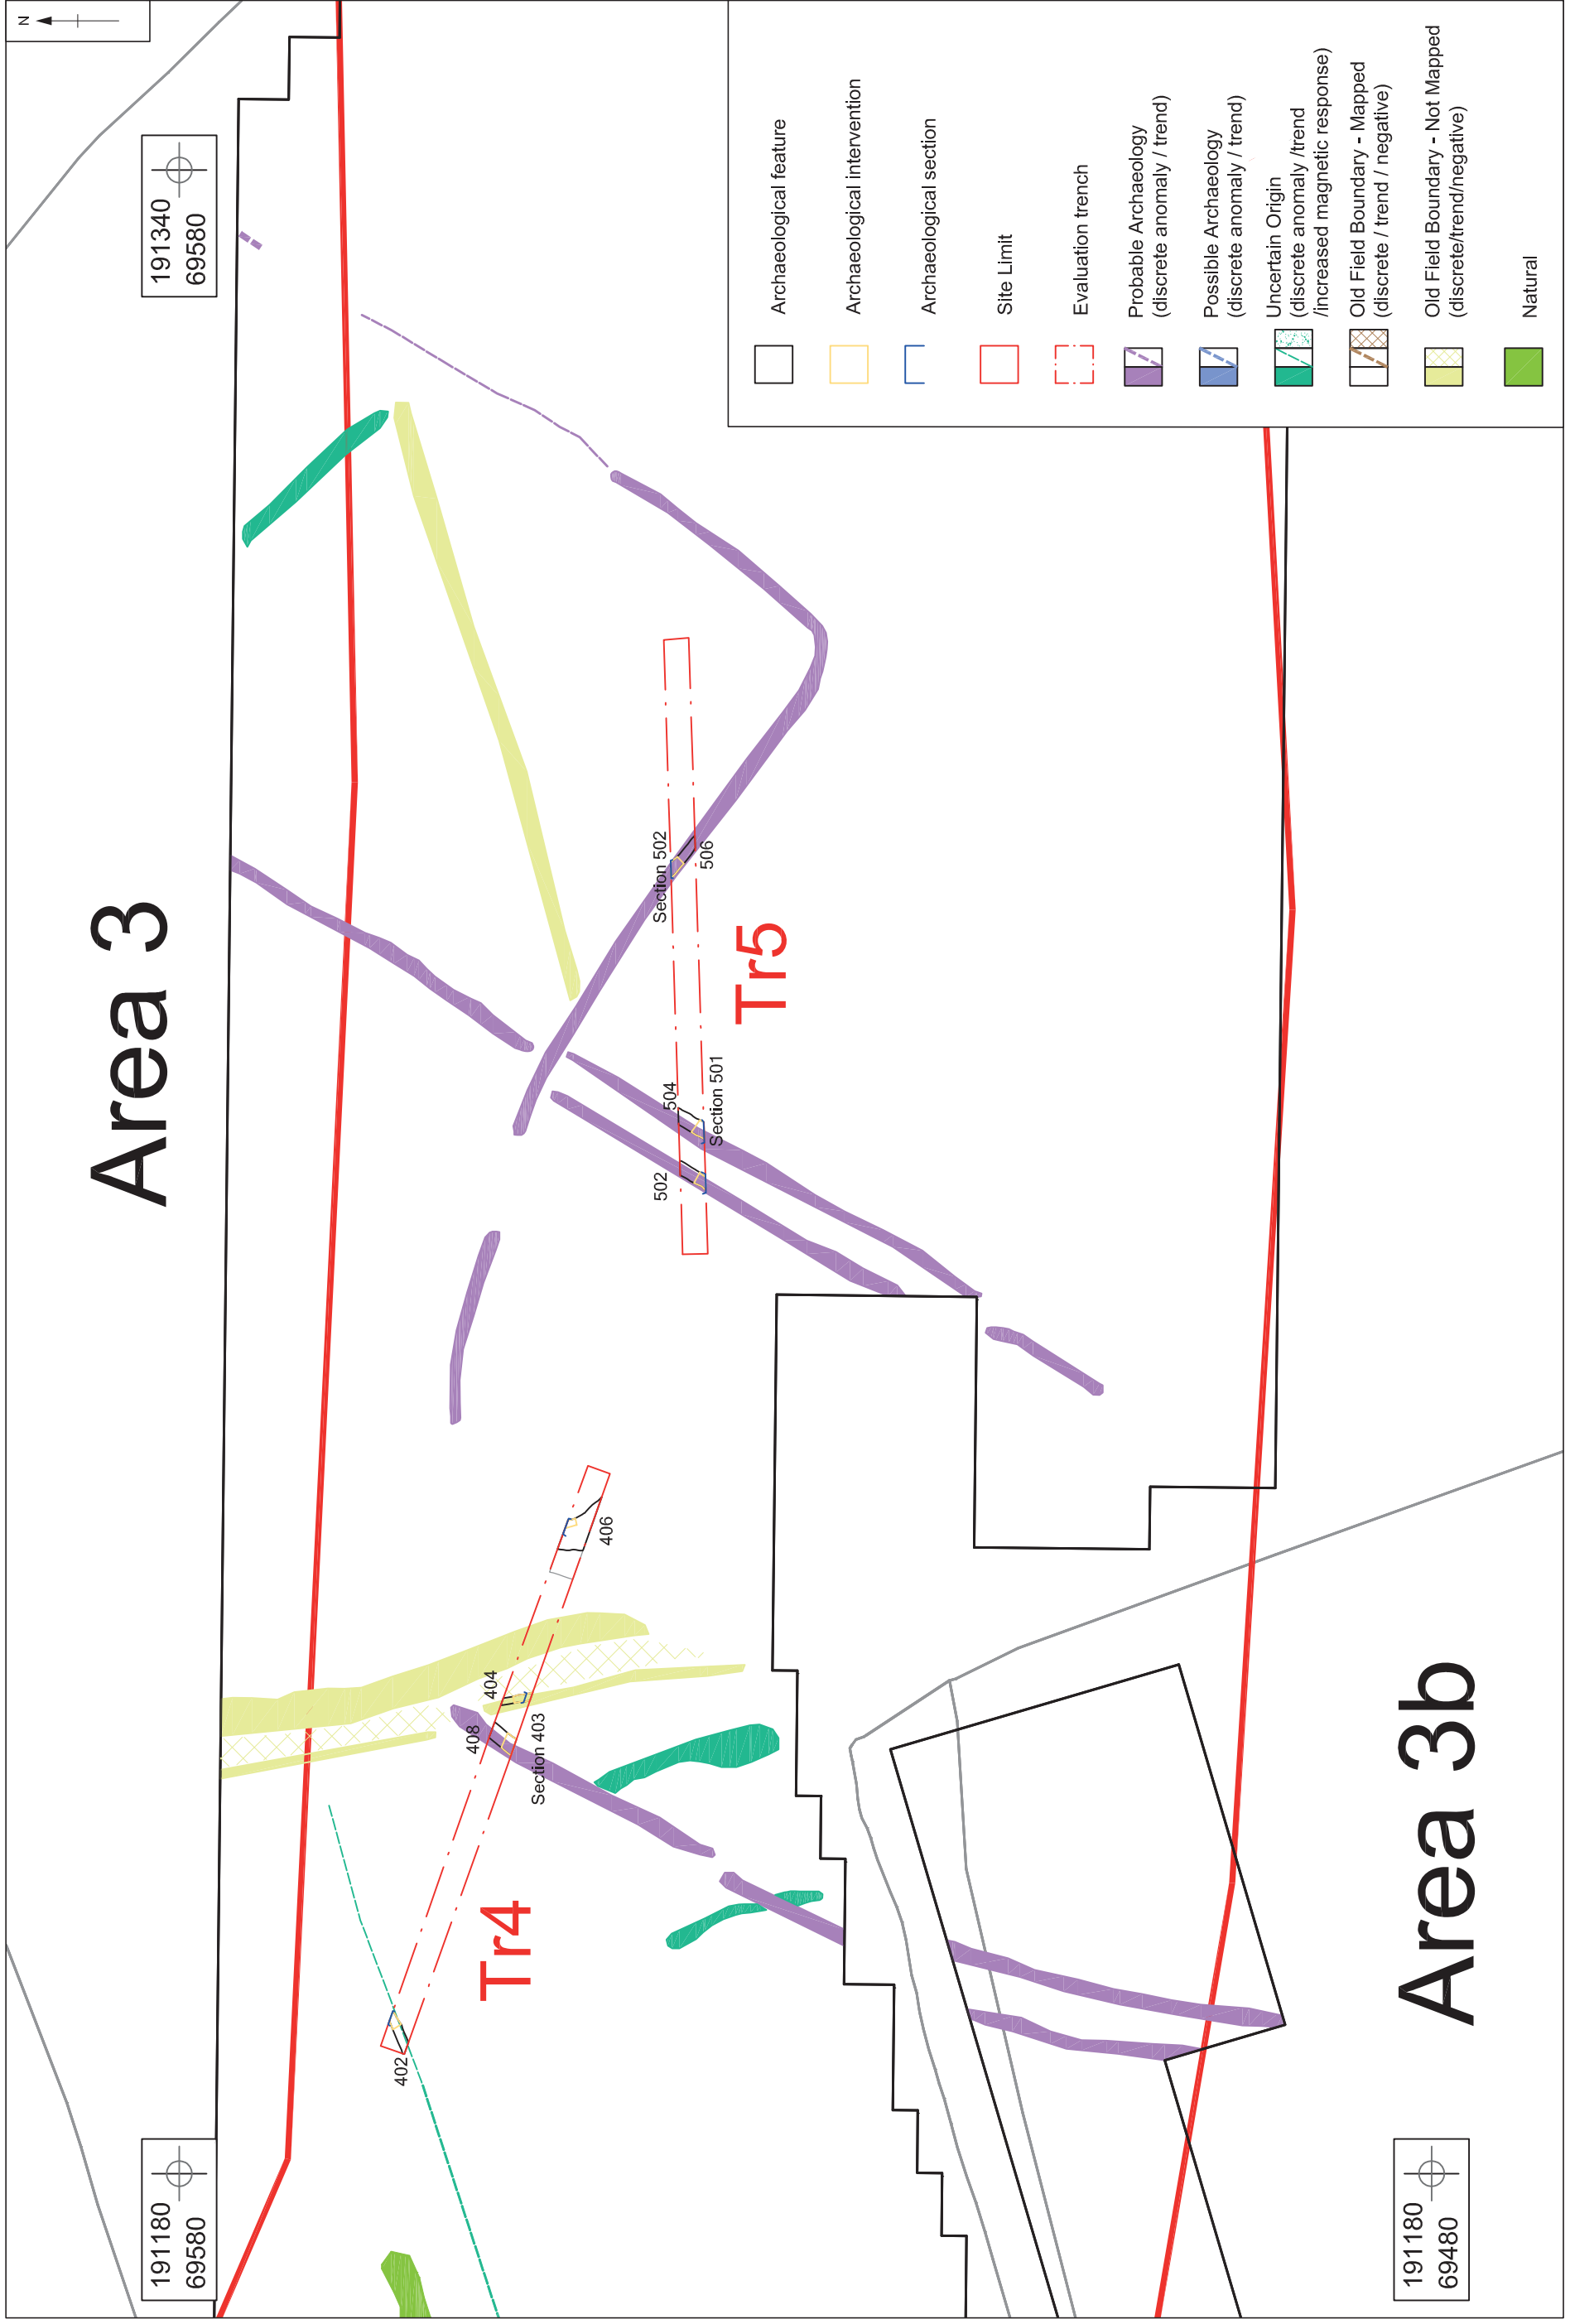 N
191180
69580
Area 3
191340
69580
402
Tr4
408
404
Section 403
406
502
504
Section 501
Tr5
Section 502
506
191180
69480
Area 3b
Archaeological feature
Archaeological intervention
Archaeological section
Site Limit
Evaluation trench
Probable Archaeology
(discrete anomaly / trend)
Possible Archaeology
(discrete anomaly / trend)
Uncertain Origin
(discrete anomaly /trend
/increased magnetic response)
Old Field Boundary - Mapped
(discrete / trend / negative)
Old Field Boundary - Not Mapped
(discrete/trend/negative)
Natural